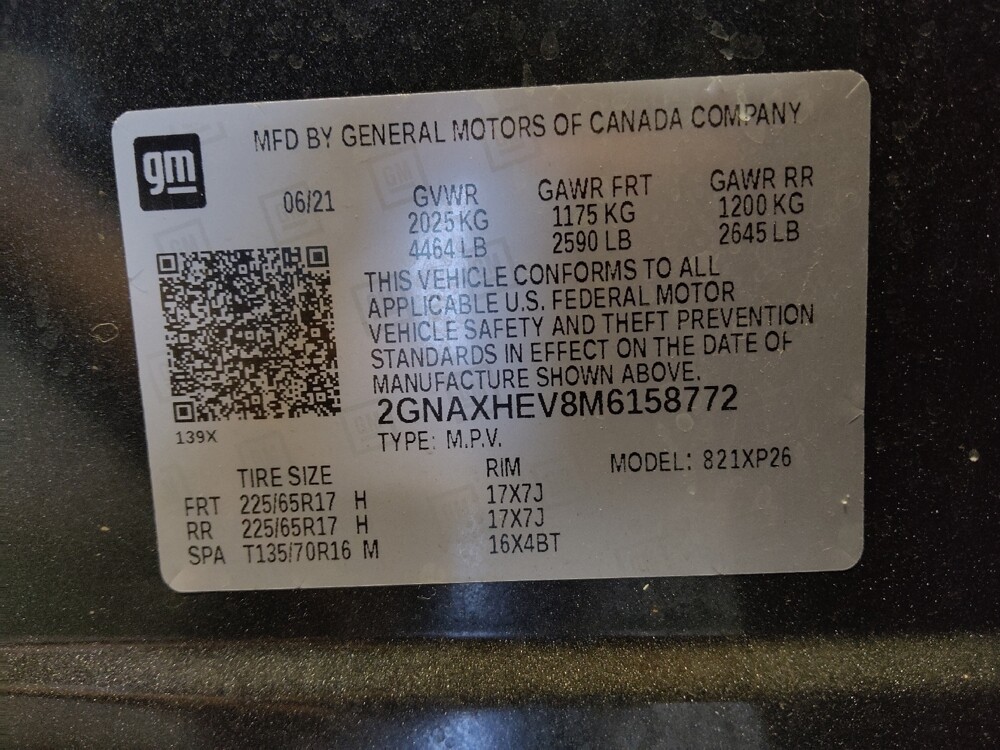 MFD BY GENERAL MOTORS OF CANADA COMPANY
gm
06/21
GVWR GAWR FRT GAWR RR
2025 KG 1175 KG 1200 KG
4464 LB 2590 LB 2645 LB
THIS VEHICLE CONFORMS TO ALL
APPLICABLE U.S. FEDERAL MOTOR
VEHICLE SAFETY AND THEFT PREVENTION
STANDARDS IN EFFECT ON THE DATE OF
MANUFACTURE SHOWN ABOVE.
2GNAXHEV8M6158772
139X
TYPE: M.P.V.
TIRE SIZE RIM MODEL: 821XP26
FRT 225/65R17 H 17X7J
RR 225/65R17 H 17X7J
SPA T135/70R16 M 16X4BT